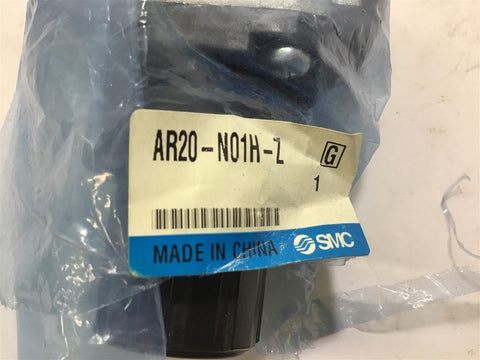 AR20-N01H-Z G
1
MADE IN CHINA SMC